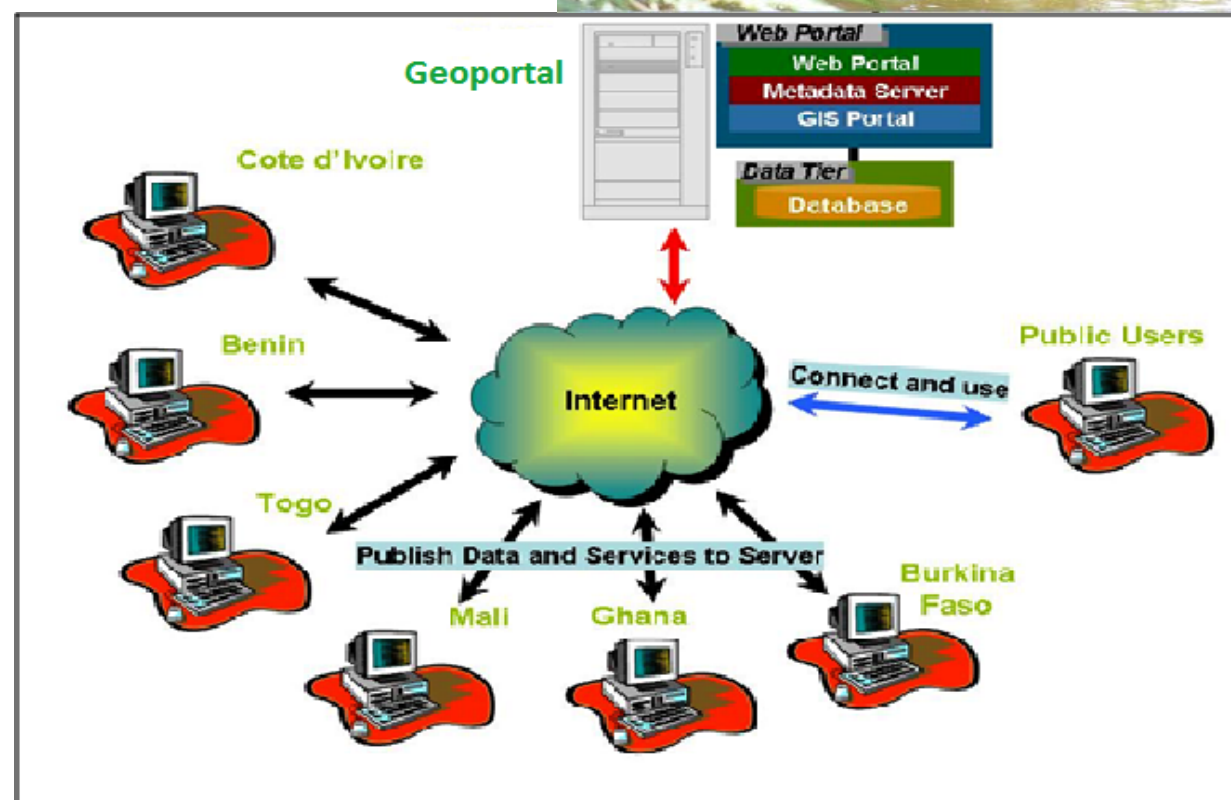 Geoportal
Web Portal
Web Portal
Metadata Server
GIS Portal
Data Tier
Database
Cote d'Ivoire
Benin
Internet
Public Users
Connect and use
Togo
Publish Data and Services to Server
Mali
Ghana
Burkina
Faso